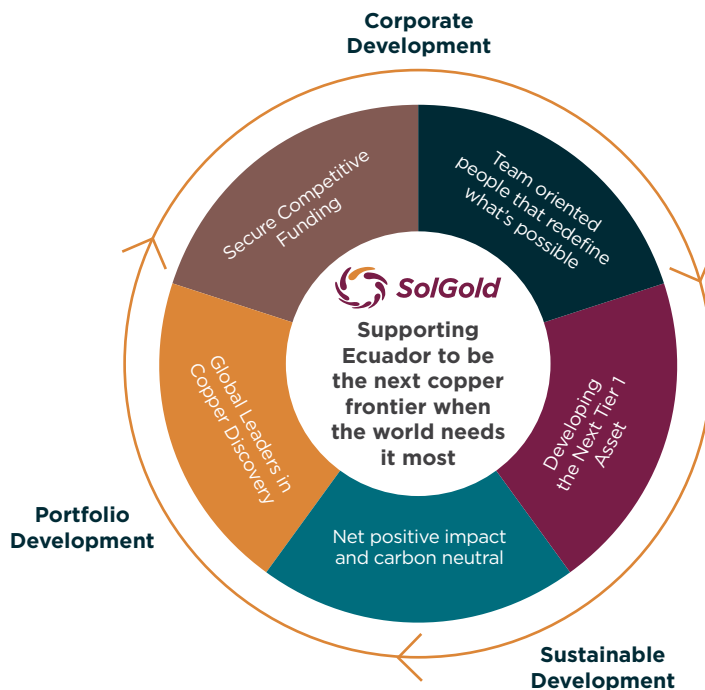 Corporate
Development
Team oriented
people that redefine
what's possible
Secure Competitive
Funding
SolGold
Supporting
Ecuador to be
the next copper
frontier when
the world needs
it most
Global Leaders in
Copper Discovery
Developing
the Next Tier 1
Asset
Net positive impact
and carbon neutral
Portfolio
Development
Sustainable
Development